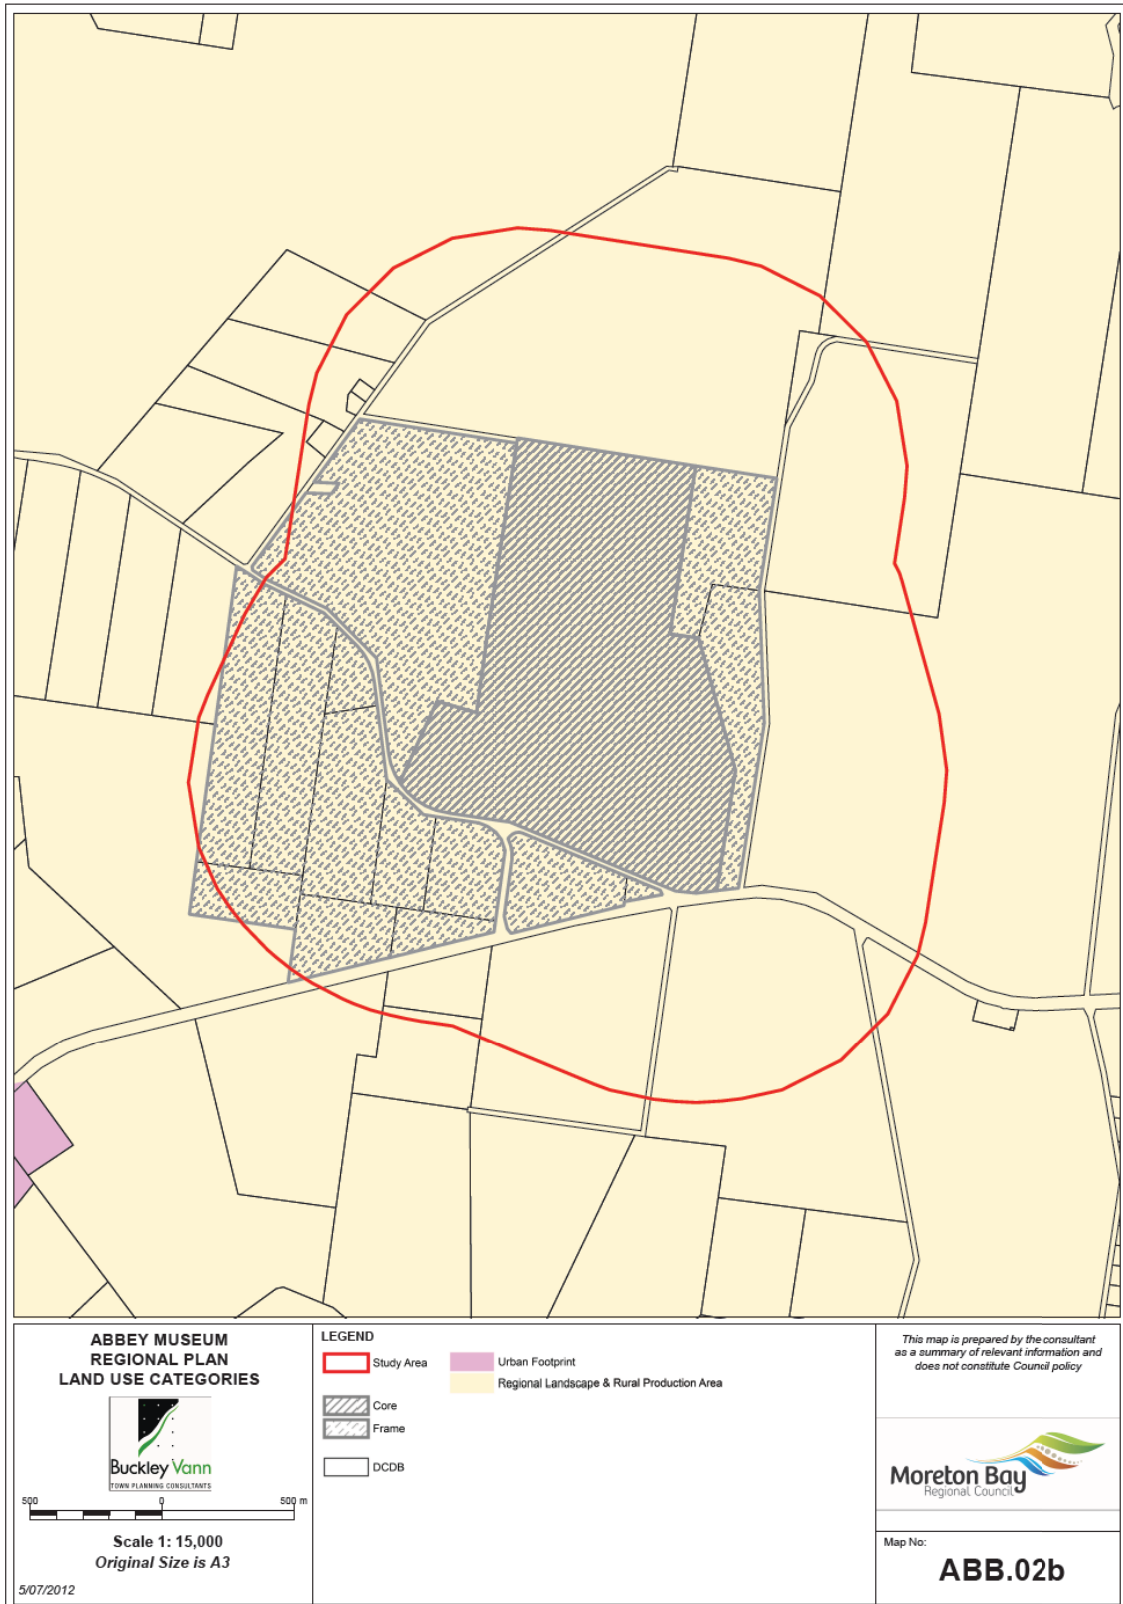 ABBEY MUSEUM
REGIONAL PLAN
LAND USE CATEGORIES
Buckley Vann
TOWN PLANNING CONSULTANTS
500 0 500 m
Scale 1: 15,000
Original Size is A3
5/07/2012
LEGEND
Study Area
Core
Frame
DCDB
Urban Footprint
Regional Landscape & Rural Production Area
This map is prepared by the consultant
as a summary of relevant information and
does not constitute Council policy
Moreton Bay
Regional Council
Map No:
ABB.02b